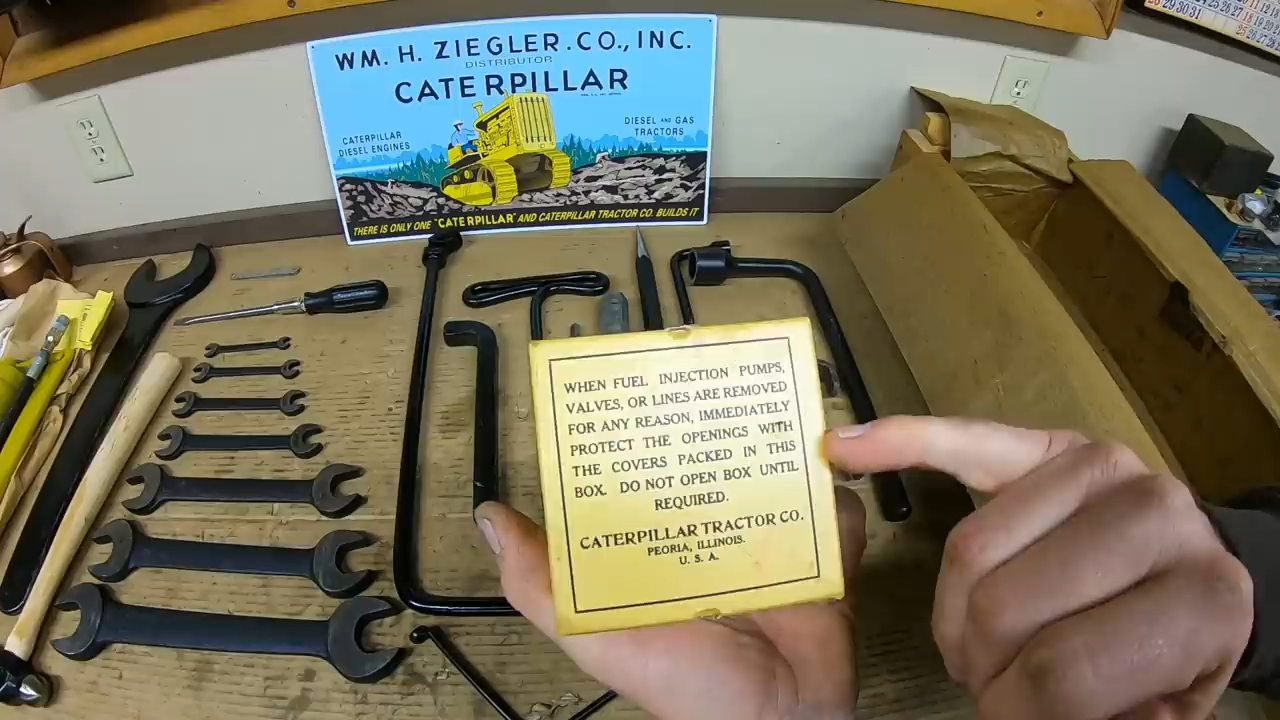 WM. H. ZIEGLER.CO., INC.
DISTRIBUTOR
CATERPILLAR
CATERPILLAR
DIESEL ENGINES
DIESEL AND GAS
TRACTORS
THERE IS ONLY ONE "CATERPILLAR" AND CATERPILLAR TRACTOR CO. BUILDS IT
WHEN FUEL INJECTION PUMPS,
VALVES, OR LINES ARE REMOVED
FOR ANY REASON, IMMEDIATELY
PROTECT THE OPENINGS WITH
THE COVERS PACKED IN THIS
BOX. DO NOT OPEN BOX UNTIL
REQUIRED.
CATERPILLAR TRACTOR CO.
PEORIA, ILLINOIS.
U. S. A.